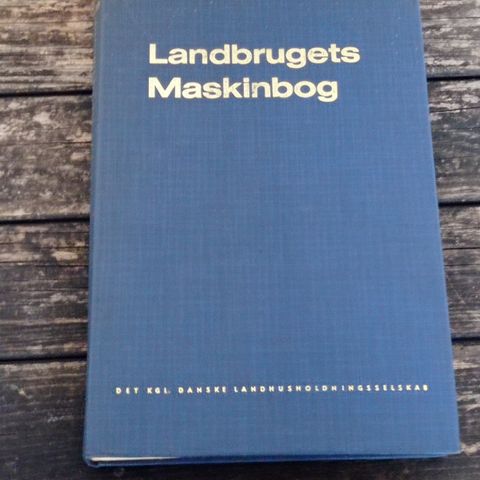 Landbrugets
Maskinbog
DET KGL. DANSKE LANDHUSHOLDNINGSSELSKAB